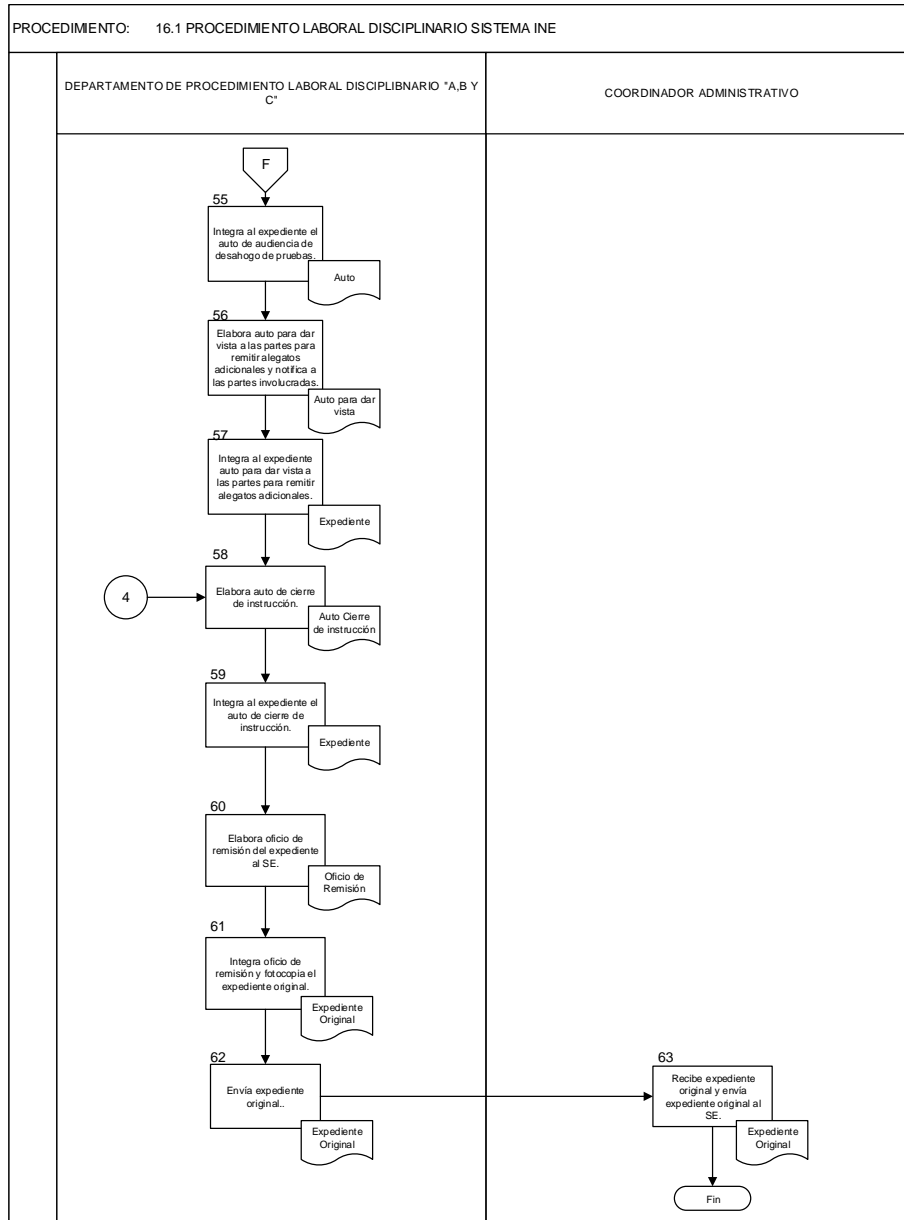 PROCEDIMIENTO: 16.1 PROCEDIMIENTO LABORAL DISCIPLINARIO SISTEMA INE
DEPARTAMENTO DE PROCEDIMIENTO LABORAL DISCIPLIBNARIO "A,B Y
C"
COORDINADOR ADMINISTRATIVO
F
55
Integra al expediente el
auto de audiencia de
desahogo de pruebas.
Auto
56
Elabora auto para dar
vista a las partes para
remitir alegatos
adicionales y notifica a
las partes involucradas.
Auto para dar
vista
57
Integra al expediente
auto para dar vista a
las partes para remitir
alegatos adicionales.
Expediente
58
4
Elabora auto de cierre
de instrucción.
Auto Cierre
de instrucción
59
Integra al expediente el
auto de cierre de
instrucción.
Expediente
60
Elabora oficio de
remisión del expediente
al SE.
Oficio de
Remisión
61
Integra oficio de
remisión y fotocopia el
expediente original.
Expediente
Original
62
Envía expediente
original..
Expediente
Original
63
Recibe expediente
original y envía
expediente original al
SE.
Expediente
Original
Fin